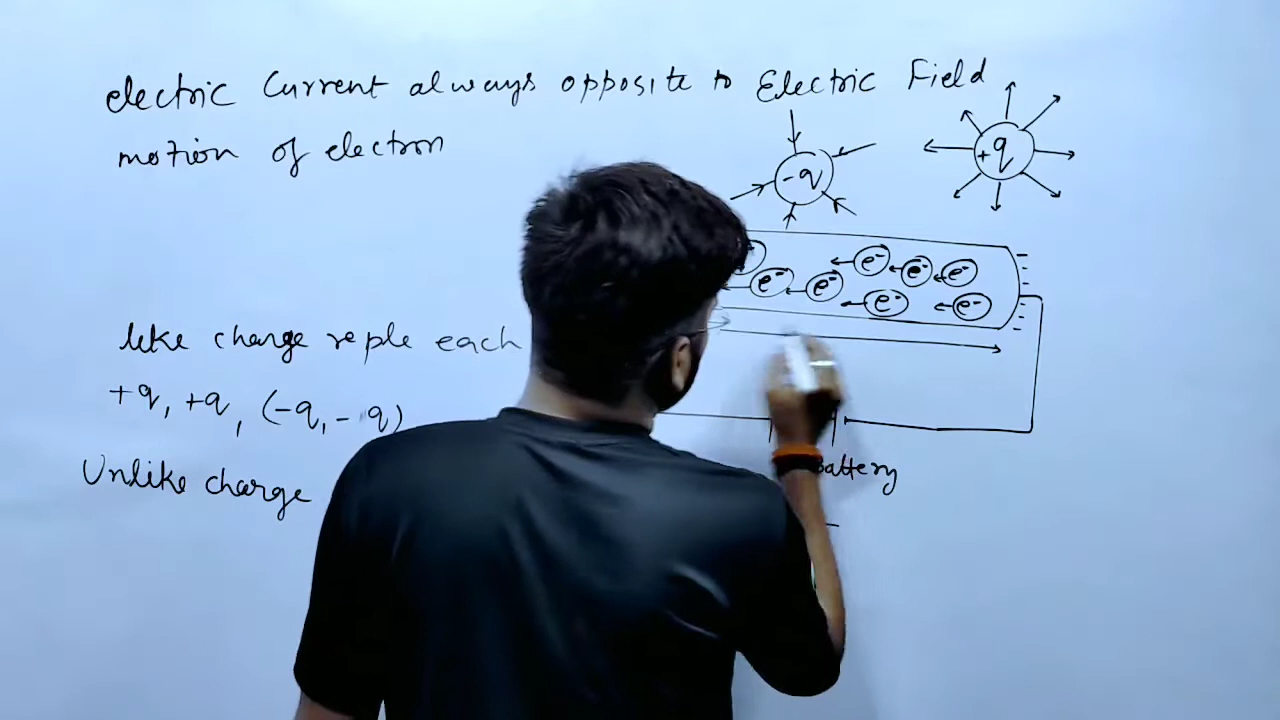 electric Current always opposite to Electric Field
motion of electron
-q
+q
e- e- e-
e- e- e- e-
like charge reple each
+q, +q, (-q, -q)
Battery
Unlike charge